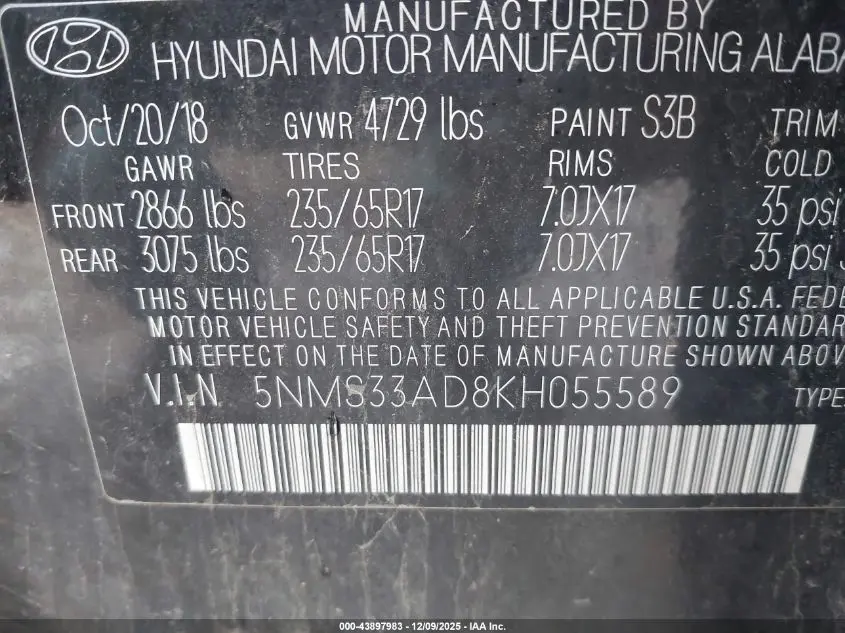 MANUFACTURED BY
HYUNDAI MOTOR MANUFACTURING ALABA
Oct/20/18 GVWR 4729 lbs PAINT S3B TRIM
GAWR TIRES RIMS COLD
FRONT 2866 lbs 235/65R17 7.0JX17 35 psi
REAR 3075 lbs 235/65R17 7.0JX17 35 psi
THIS VEHICLE CONFORMS TO ALL APPLICABLE U.S.A. FEDE
MOTOR VEHICLE SAFETY AND THEFT PREVENTION STANDAR
IN EFFECT ON THE DATE OF MANUFACTURE SHOWN ABOV
V.I.N 5NMS33AD8KH055589 TYPE
000-43897983 - 12/09/2025 - IAA Inc.